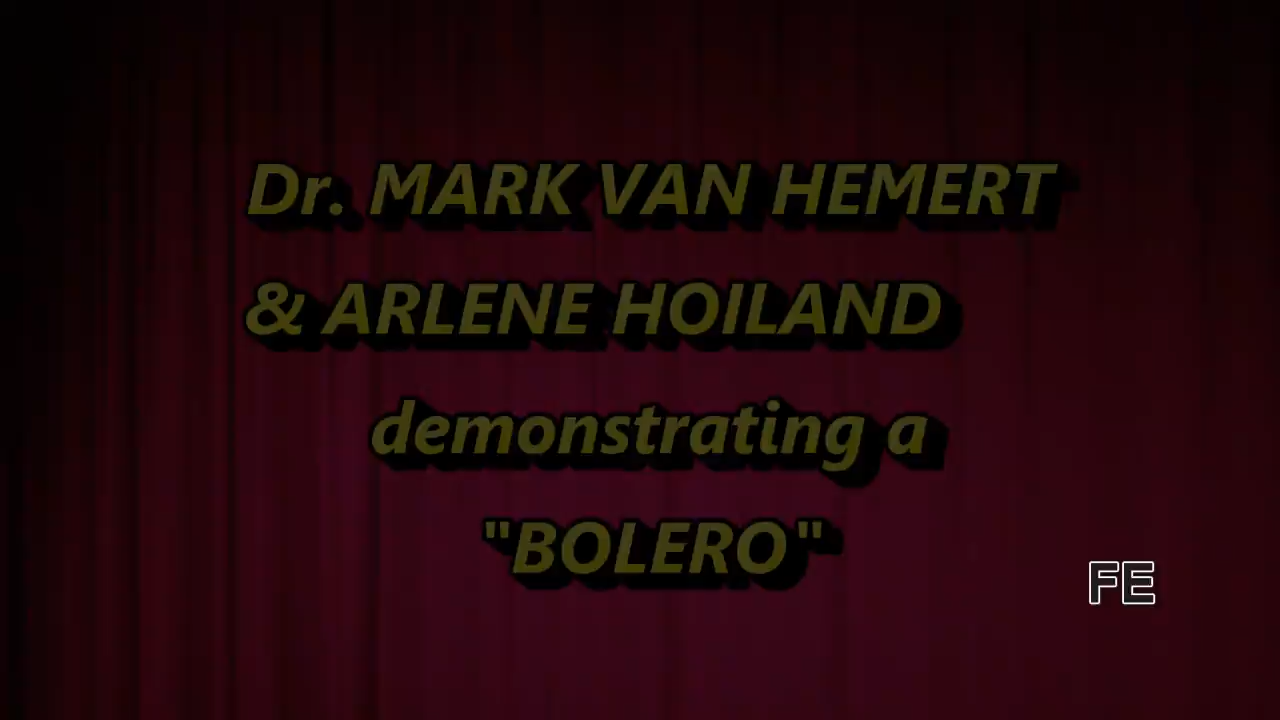 Dr. MARK VAN HEMERT
& ARLENE HOILAND
demonstrating a
"BOLERO"
FE